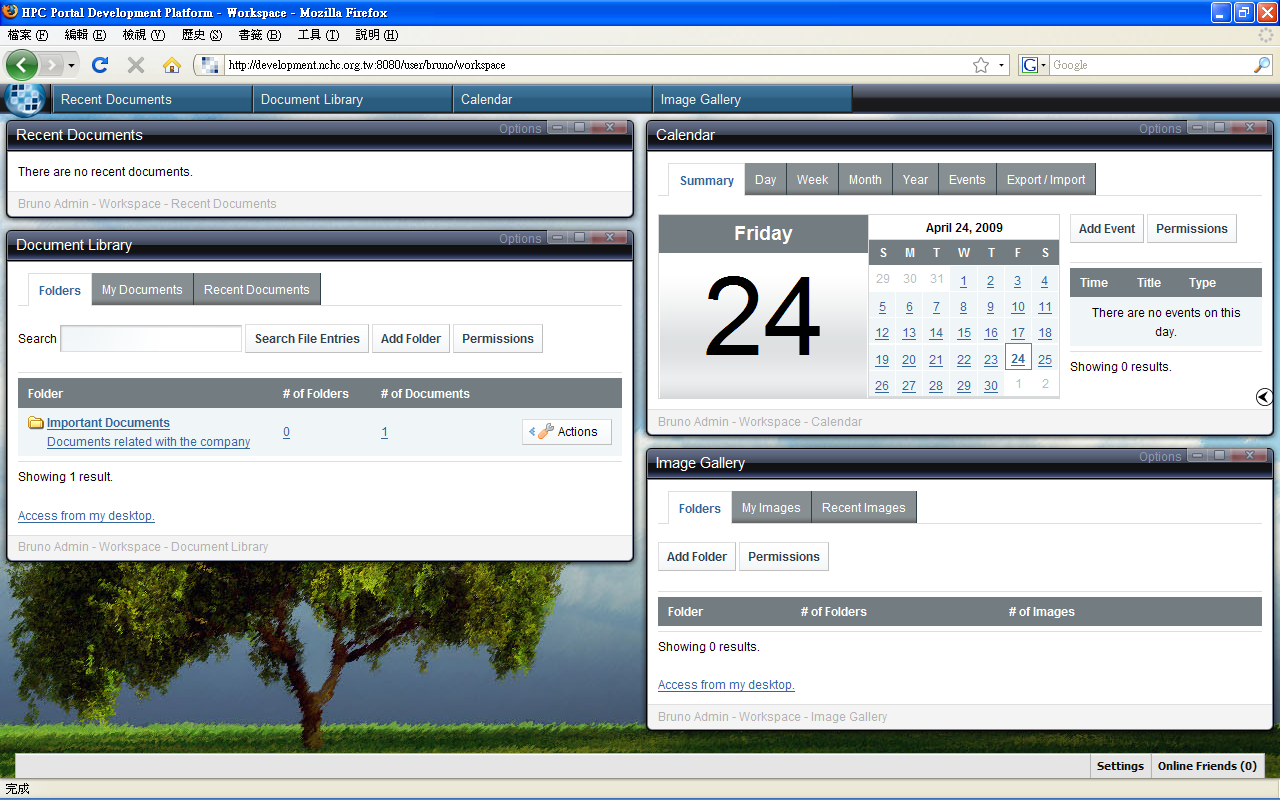 HPC Portal Development Platform - Workspace - Mozilla Firefox
檔案(F) 編輯(E) 檢視(V) 歷史(S) 書籤(B) 工具(T) 說明(H)
http://development.nchc.org.tw:8080/user/bruno/workspace
G Google
Recent Documents Document Library Calendar Image Gallery
Recent Documents Options
There are no recent documents.
Bruno Admin - Workspace - Recent Documents
Document Library Options
Folders My Documents Recent Documents
Search Search File Entries Add Folder Permissions
Folder # of Folders # of Documents
Important Documents
Documents related with the company 0 1 Actions
Showing 1 result.
Access from my desktop.
Bruno Admin - Workspace - Document Library
Calendar Options
Summary Day Week Month Year Events Export / Import
Friday
24
April 24, 2009
S M T W T F S
29 30 31 1 2 3 4
5 6 7 8 9 10 11
12 13 14 15 16 17 18
19 20 21 22 23 24 25
26 27 28 29 30 1 2
Add Event Permissions
Time Title Type
There are no events on this
day.
Showing 0 results.
Bruno Admin - Workspace - Calendar
Image Gallery Options
Folders My Images Recent Images
Add Folder Permissions
Folder # of Folders # of Images
Showing 0 results.
Access from my desktop.
Bruno Admin - Workspace - Image Gallery
Settings Online Friends (0)
完成